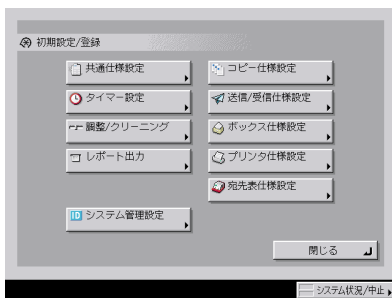 初期設定/登録
共通仕様設定
コピー仕様設定
タイマー設定
送信/受信仕様設定
調整/クリーニング
ボックス仕様設定
レポート出力
プリンタ仕様設定
宛先表仕様設定
ID システム管理設定
閉じる
システム状況/中止